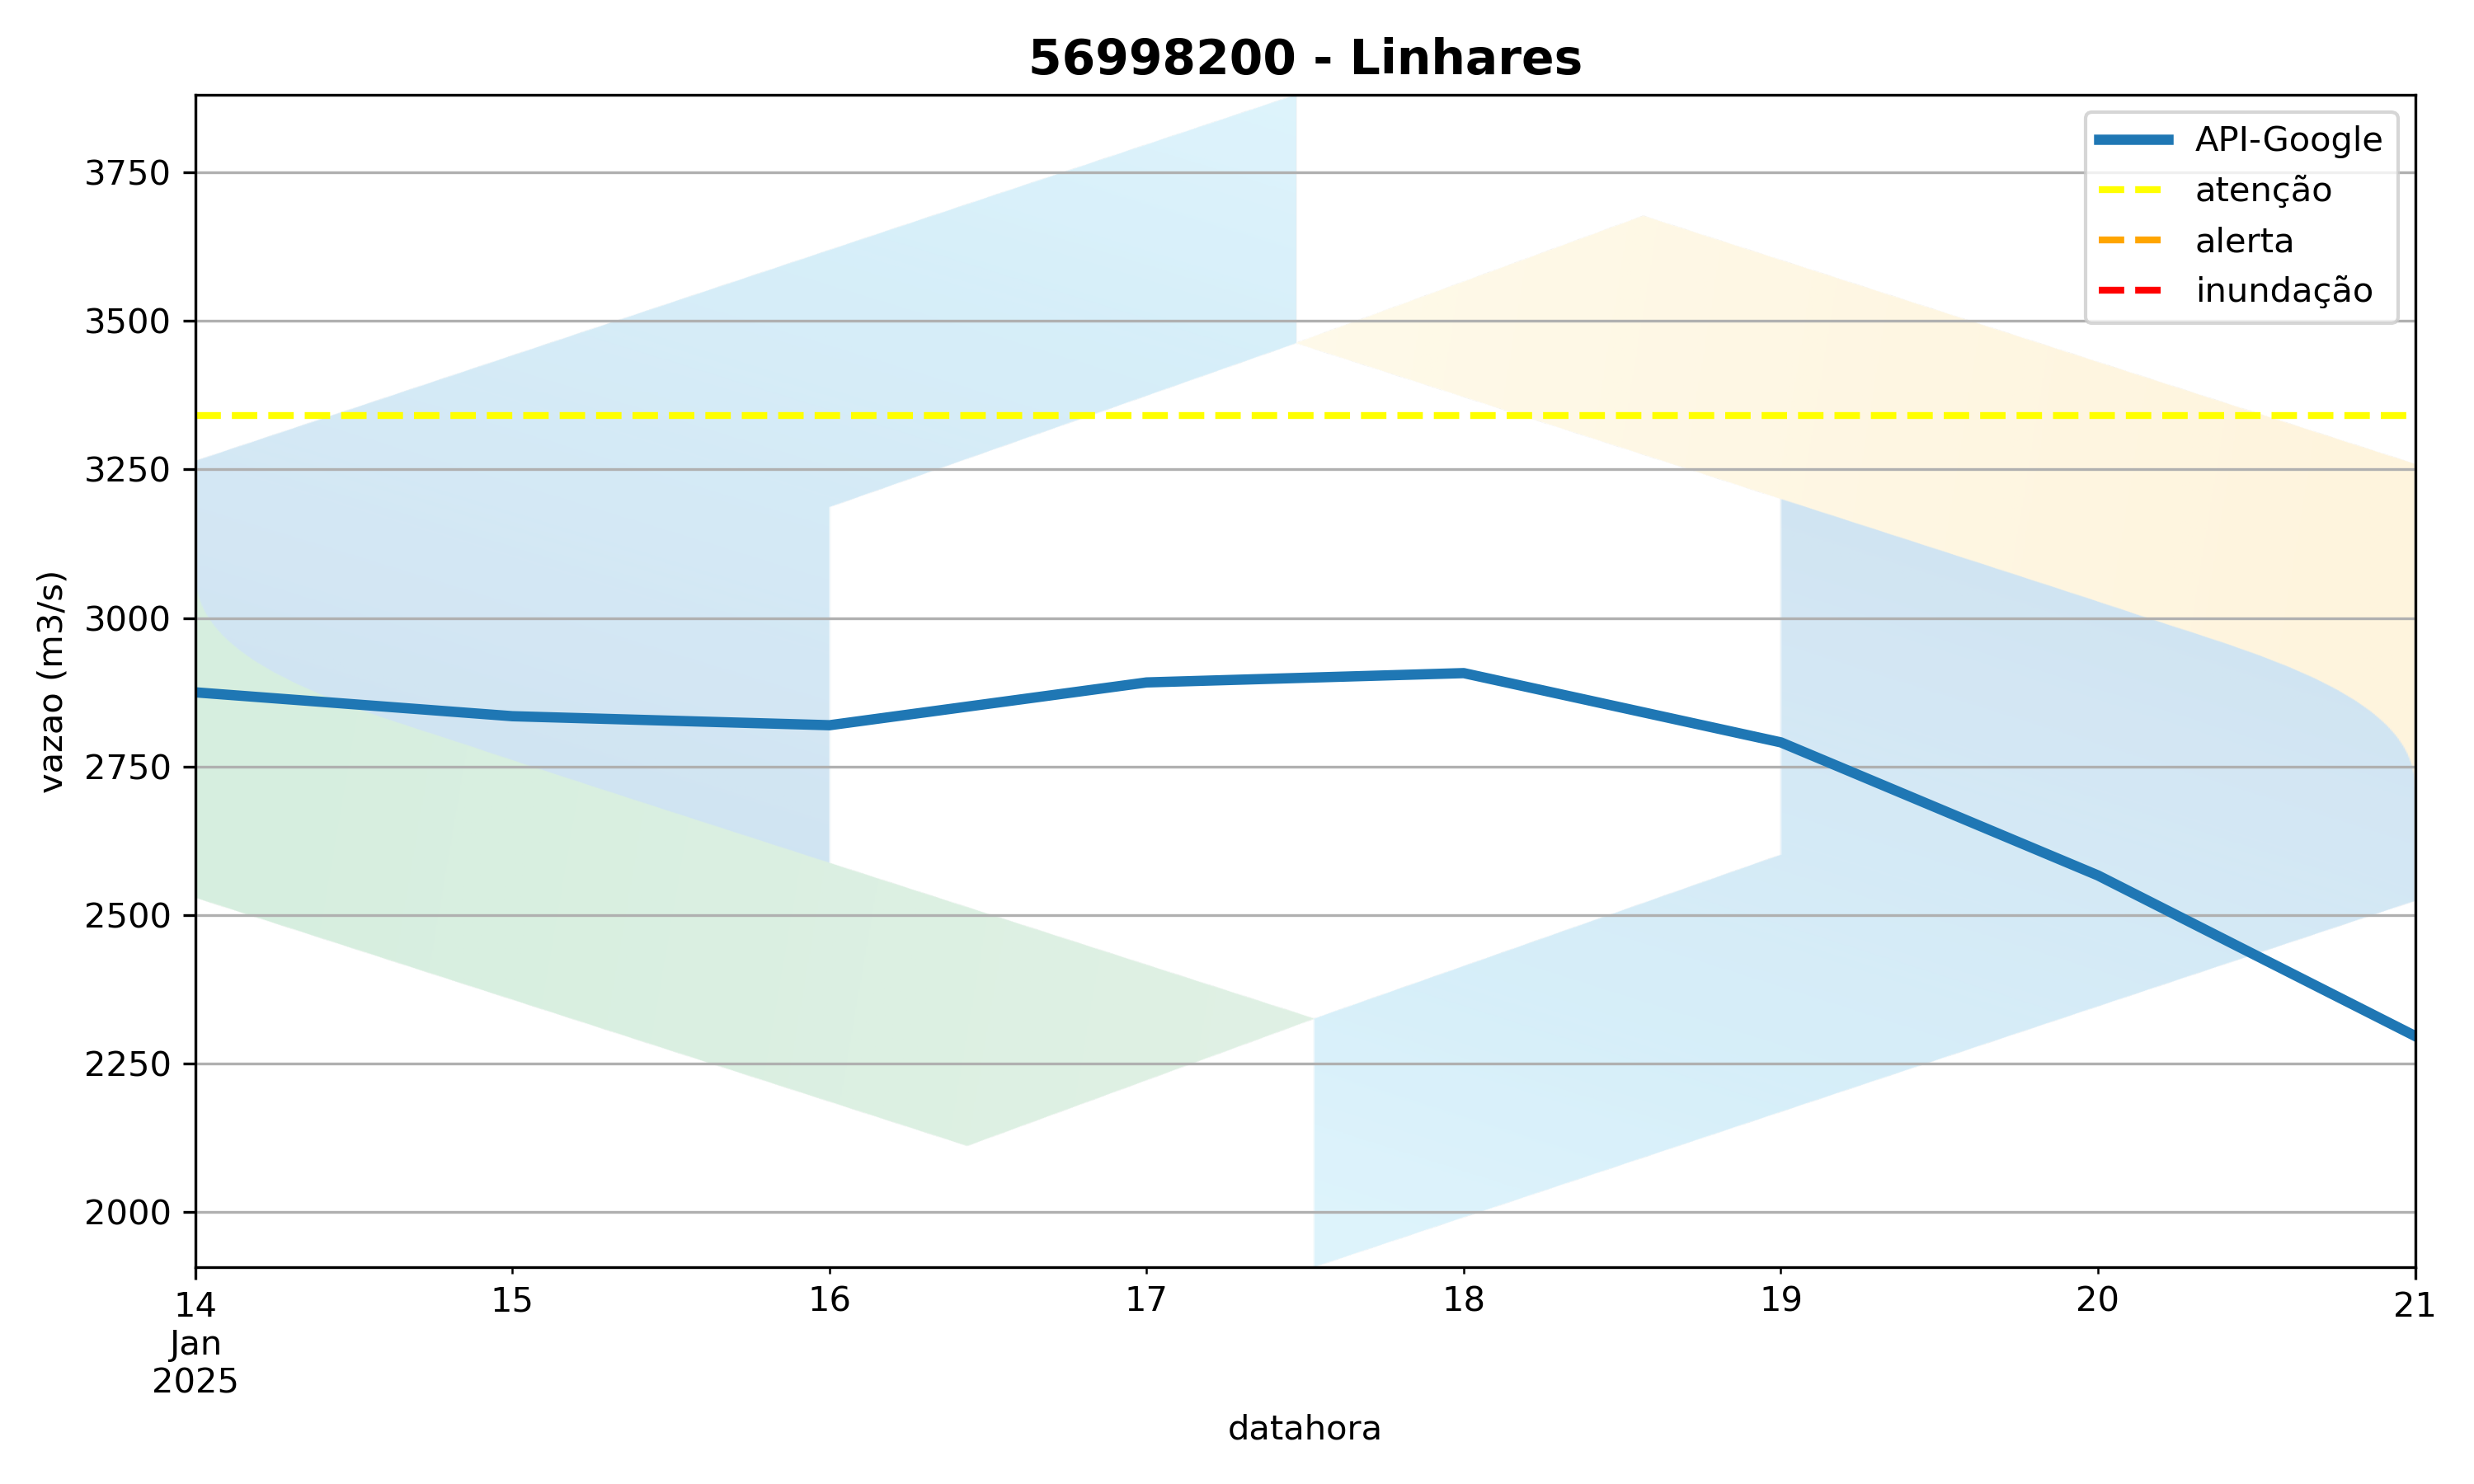 56998200 - Linhares
API-Google
atenção
alerta
inundação
vazao (m3/s)
3750
3500
3250
3000
2750
2500
2250
2000
14 15 16 17 18 19 20 21
Jan
2025
datahora